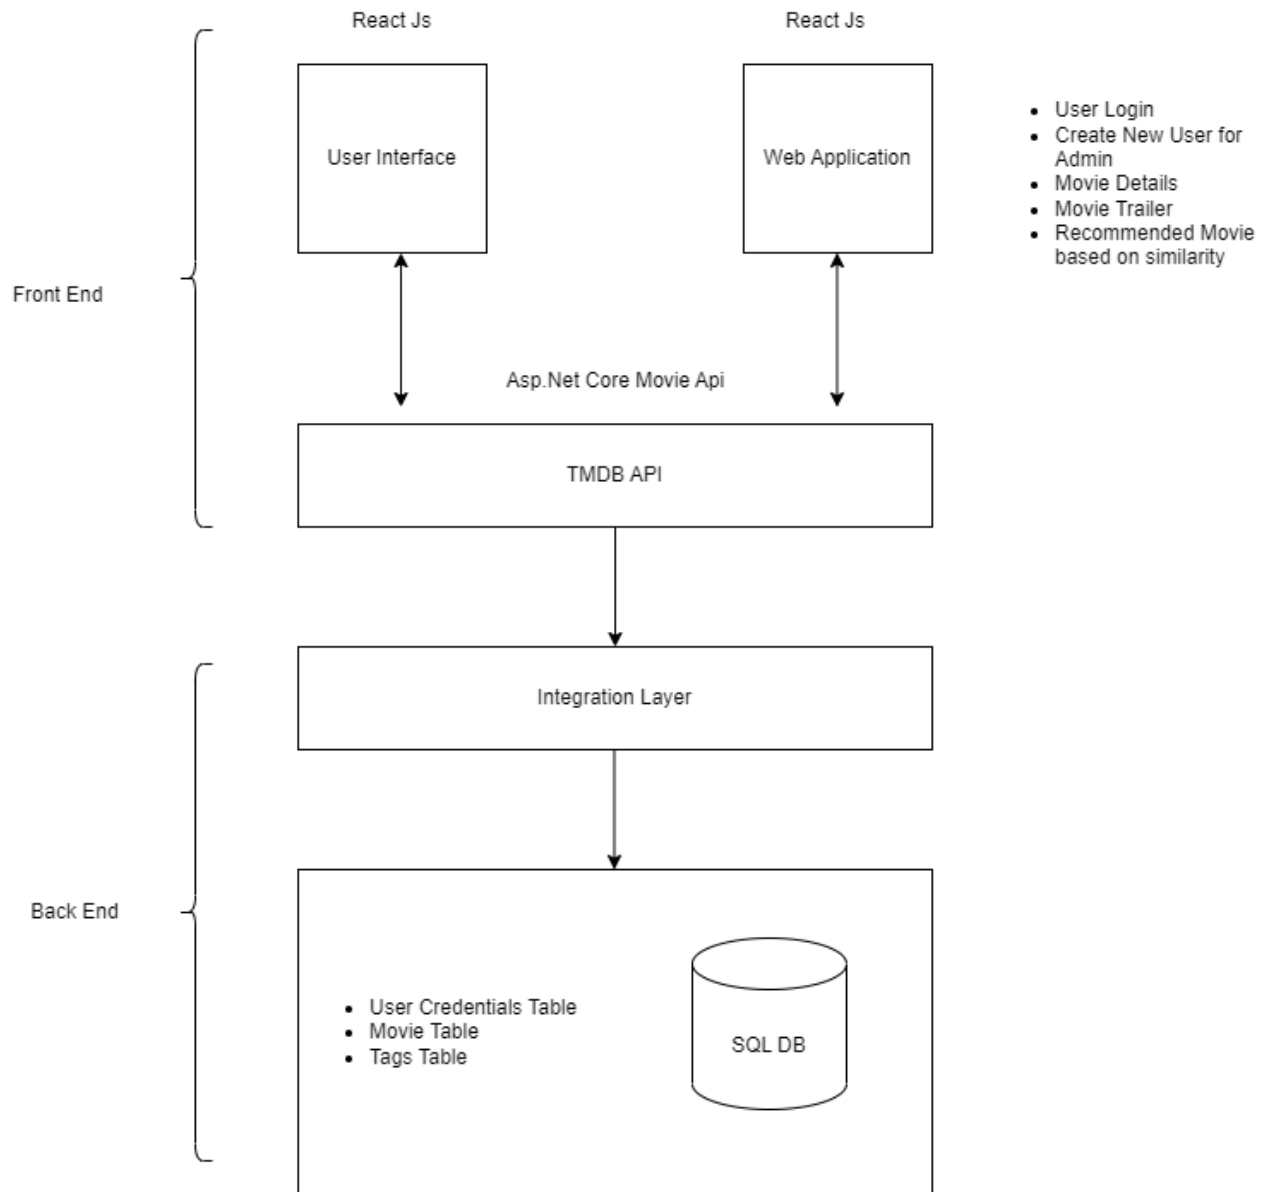 React Js
React Js
User Interface
Web Application
• User Login
• Create New User for
Admin
• Movie Details
• Movie Trailer
• Recommended Movie
based on similarity
Front End
Asp.Net Core Movie Api
TMDB API
Integration Layer
Back End
• User Credentials Table
• Movie Table
• Tags Table
SQL DB